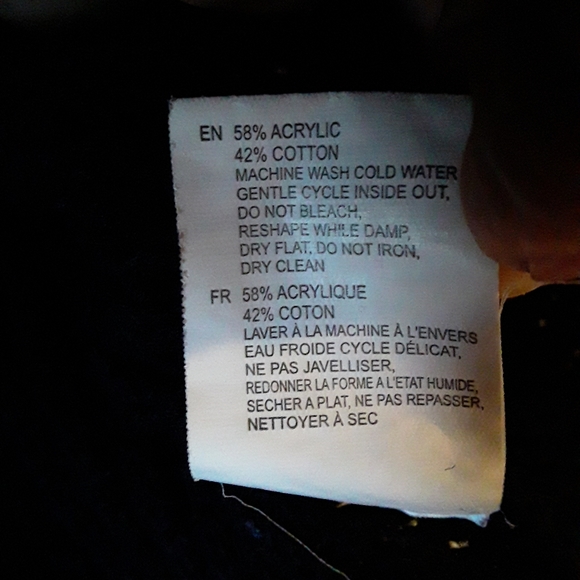 EN 58% ACRYLIC
42% COTTON
MACHINE WASH COLD WATER
GENTLE CYCLE INSIDE OUT,
DO NOT BLEACH,
RESHAPE WHILE DAMP,
DRY FLAT, DO NOT IRON,
DRY CLEAN
FR 58% ACRYLIQUE
42% COTON
LAVER À LA MACHINE À L'ENVERS
EAU FROIDE CYCLE DÉLICAT,
NE PAS JAVELLISER,
REDONNER LA FORME A L'ETAT HUMIDE,
SECHER A PLAT, NE PAS REPASSER,
NETTOYER À SEC